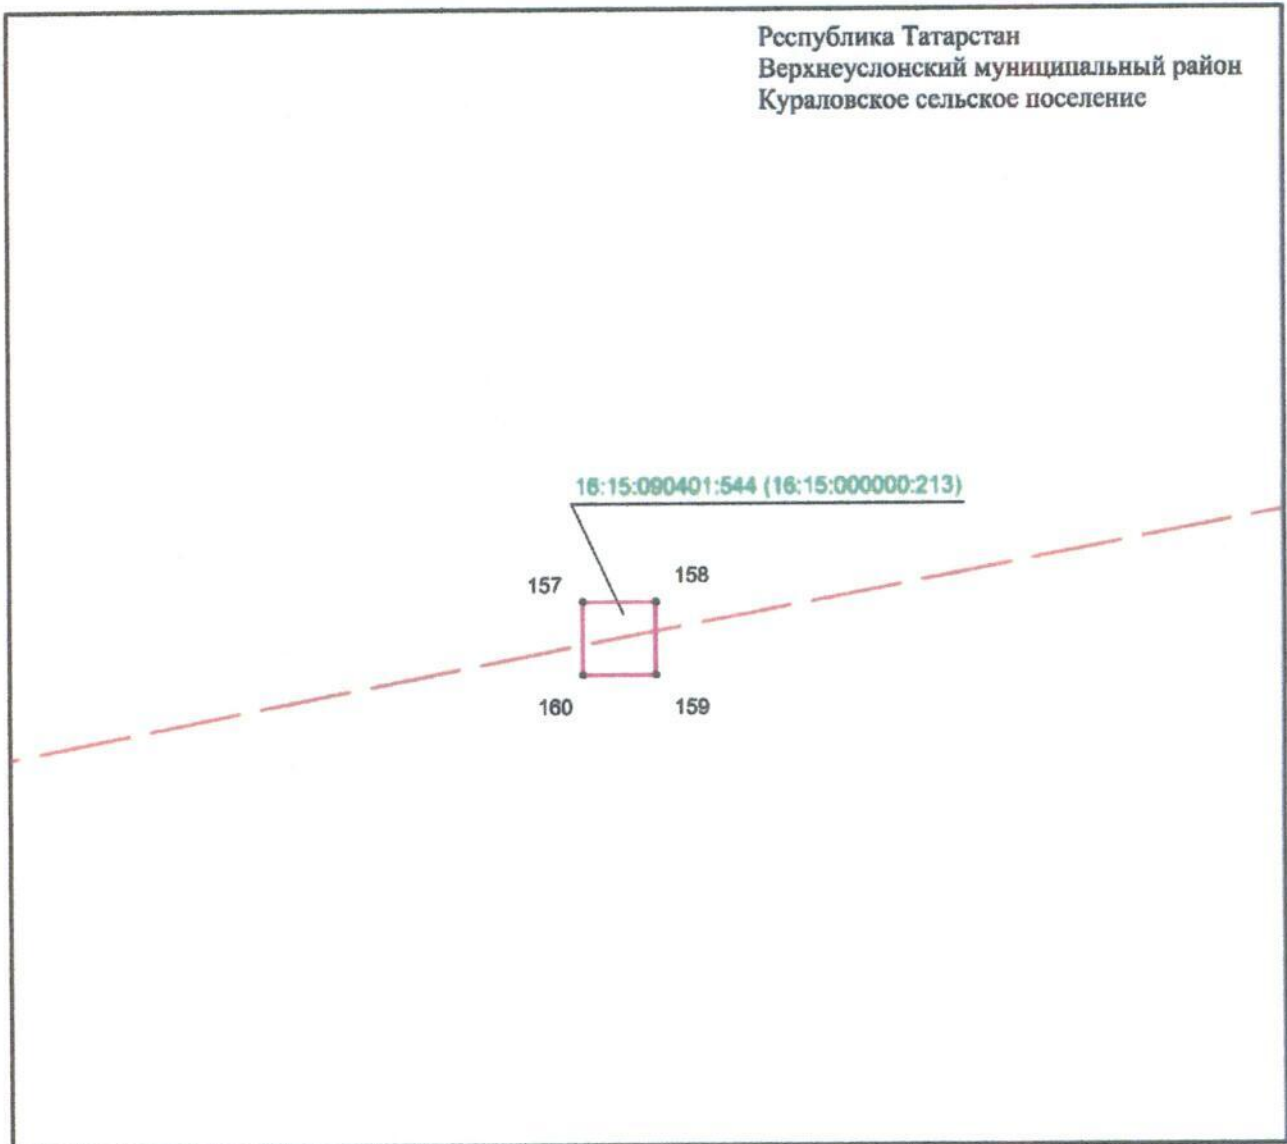 Республика Татарстан
Верхнеуслонский муниципальный район
Кураловское сельское поселение
16:15:090401:544 (16:15:000000:213)
157
158
160
159